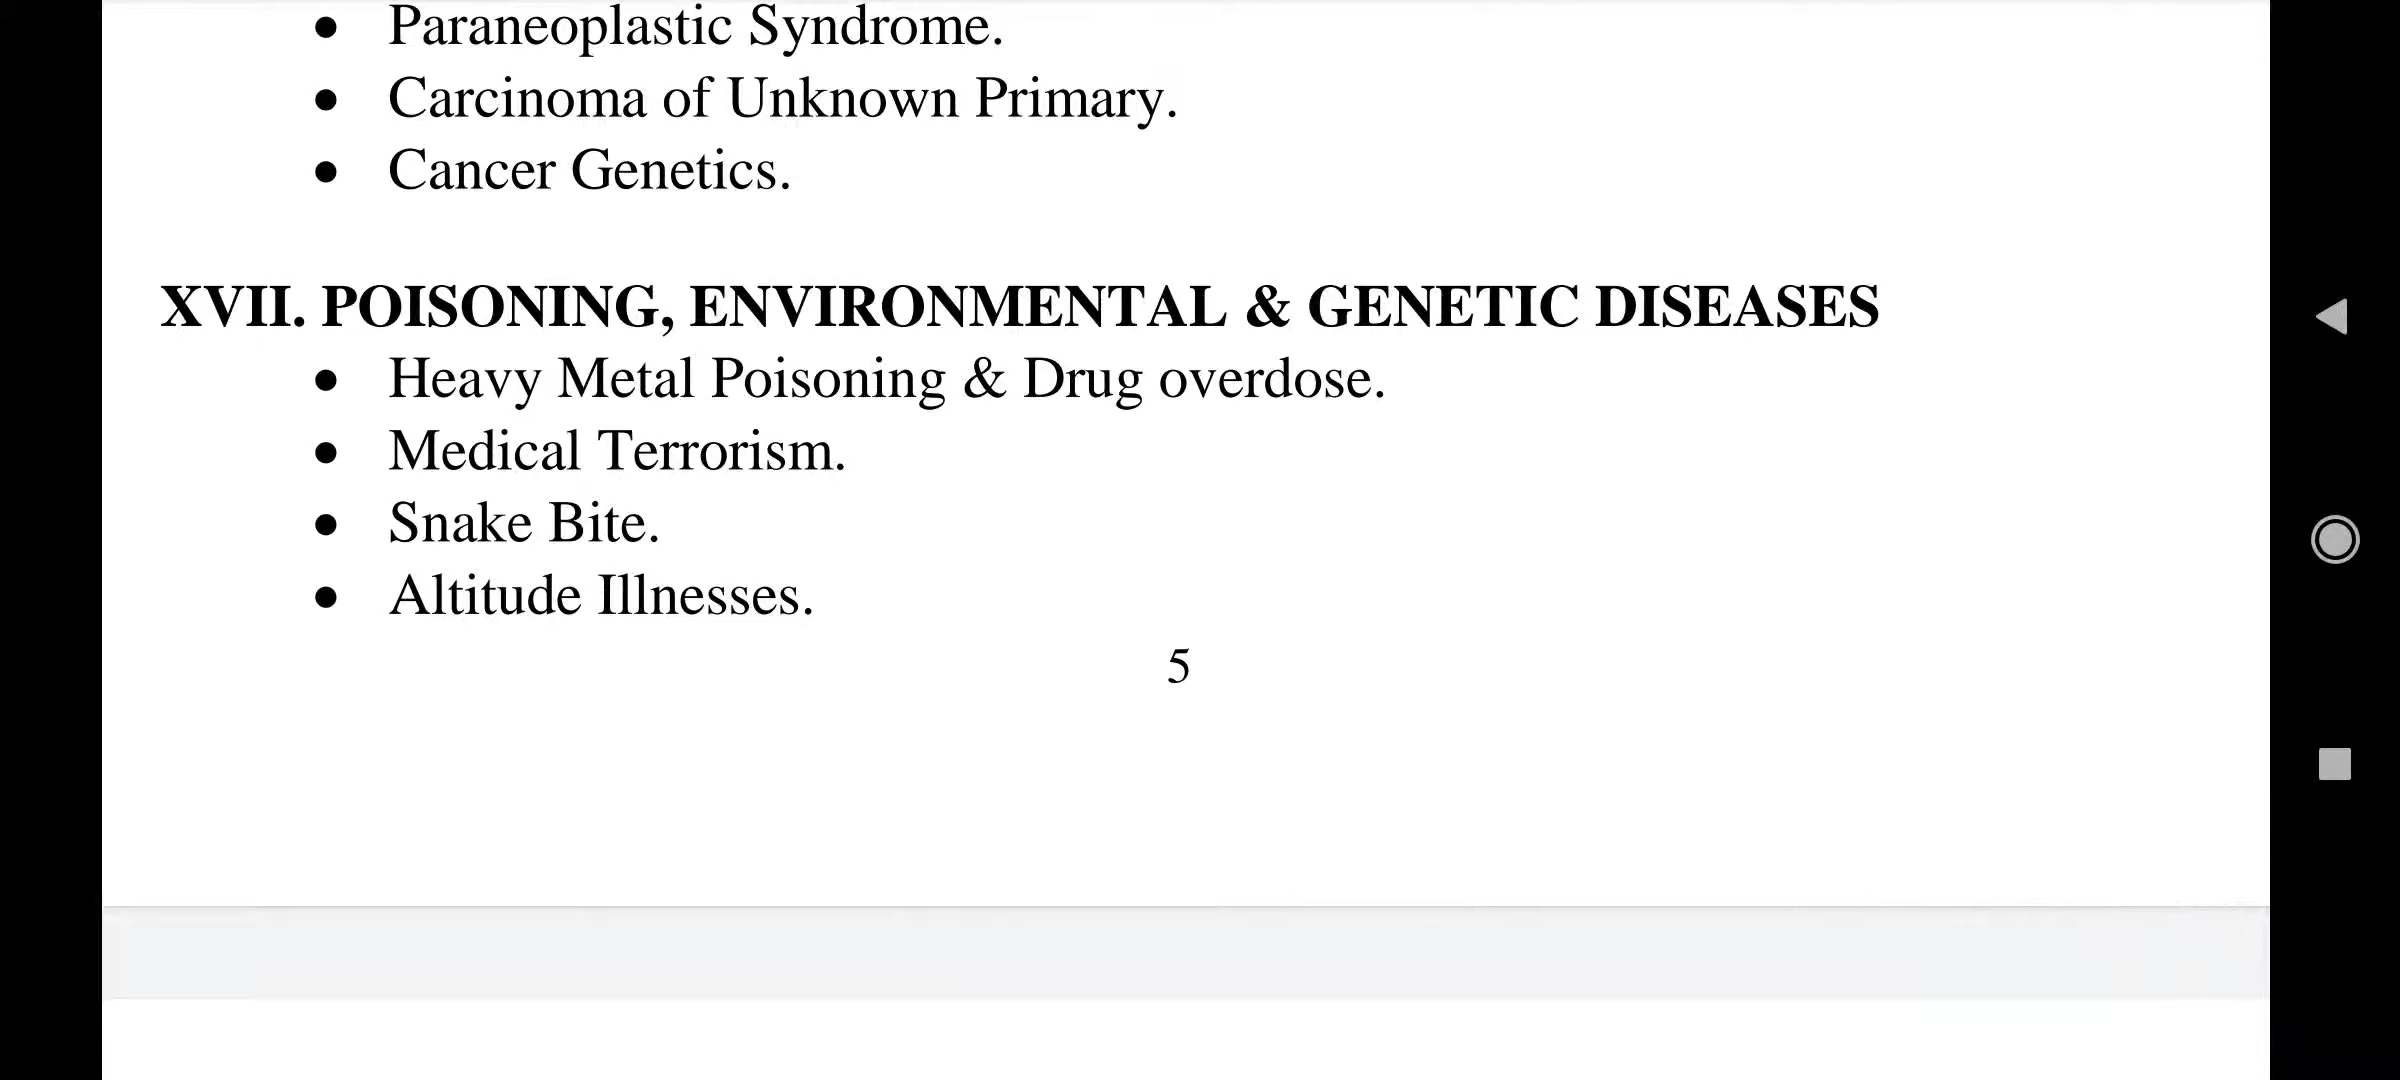 • Paraneoplastic Syndrome.
• Carcinoma of Unknown Primary.
• Cancer Genetics.
XVII. POISONING, ENVIRONMENTAL & GENETIC DISEASES
• Heavy Metal Poisoning & Drug overdose.
• Medical Terrorism.
• Snake Bite.
• Altitude Illnesses.
5